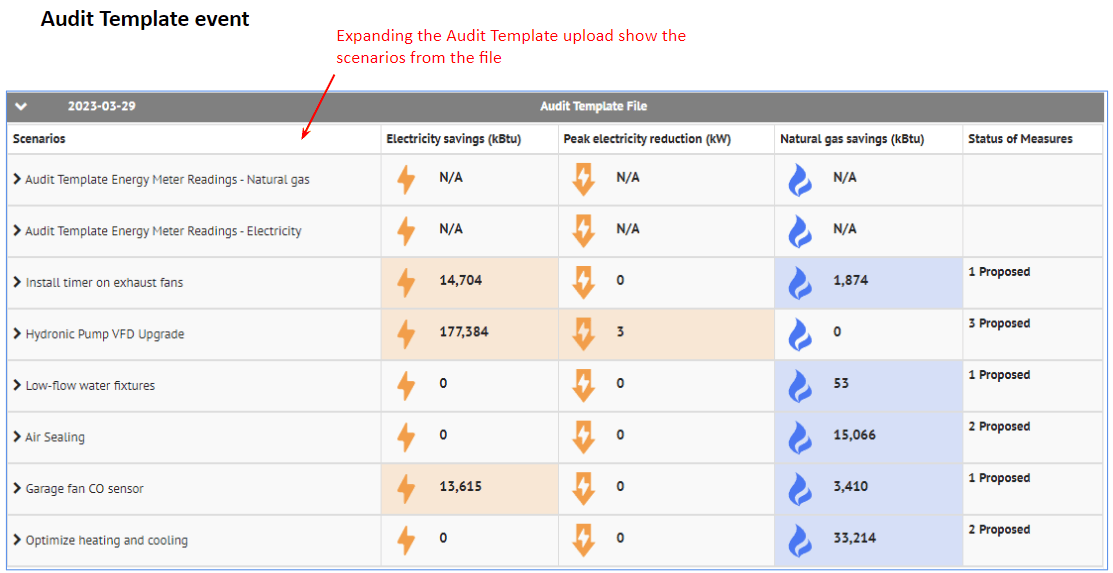 Audit Template event
Expanding the Audit Template upload show the
scenarios from the file
2023-03-29 Audit Template File
Scenarios Electricity savings (kBtu) Peak electricity reduction (kW) Natural gas savings (kBtu) Status of Measures
Audit Template Energy Meter Readings - Natural gas N/A N/A N/A
Audit Template Energy Meter Readings - Electricity N/A N/A N/A
Install timer on exhaust fans 14,704 0 1,874 1 Proposed
Hydronic Pump VFD Upgrade 177,384 3 0 3 Proposed
Low-flow water fixtures 0 0 53 1 Proposed
Air Sealing 0 0 15,066 2 Proposed
Garage fan CO sensor 13,615 0 3,410 1 Proposed
Optimize heating and cooling 0 0 33,214 2 Proposed